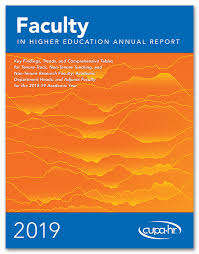 Faculty
IN HIGHER EDUCATION ANNUAL REPORT
Key Findings, Trends, and Comprehensive Tables
for Tenure-Track, Non-Tenure Teaching, and
Non-Tenure Research Faculty; Academic
Department Heads; and Adjunct Faculty
for the 2018-19 Academic Year
2019
cupa-hr